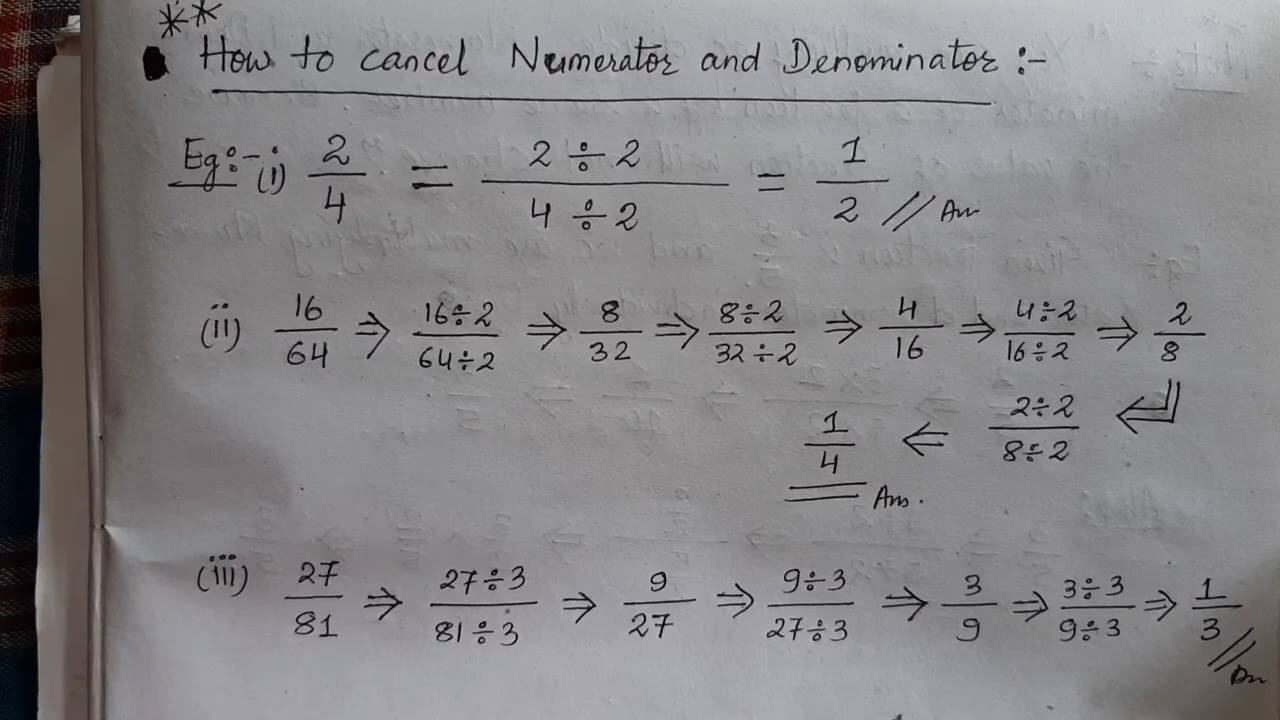 **
• How to cancel Numerator and Denominator :-
Eg:- (i) 2/4 = 2÷2/4÷2 = 1/2 // Ans
(ii) 16/64 ⇒ 16÷2/64÷2 ⇒ 8/32 ⇒ 8÷2/32÷2 ⇒ 4/16 ⇒ 4÷2/16÷2 ⇒ 2/8
⇓ ⇐ 2÷2/8÷2 ⇐ 1/4 Ans.
(iii) 27/81 ⇒ 27÷3/81÷3 ⇒ 9/27 ⇒ 9÷3/27÷3 ⇒ 3/9 ⇒ 3÷3/9÷3 ⇒ 1/3 // Ans